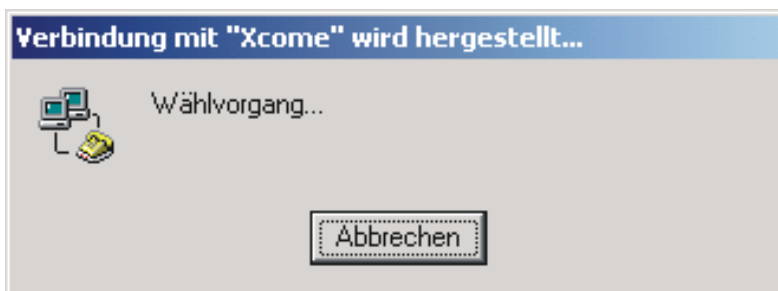 Verbindung mit "Xcome" wird hergestellt...
Wählvorgang...
Abbrechen